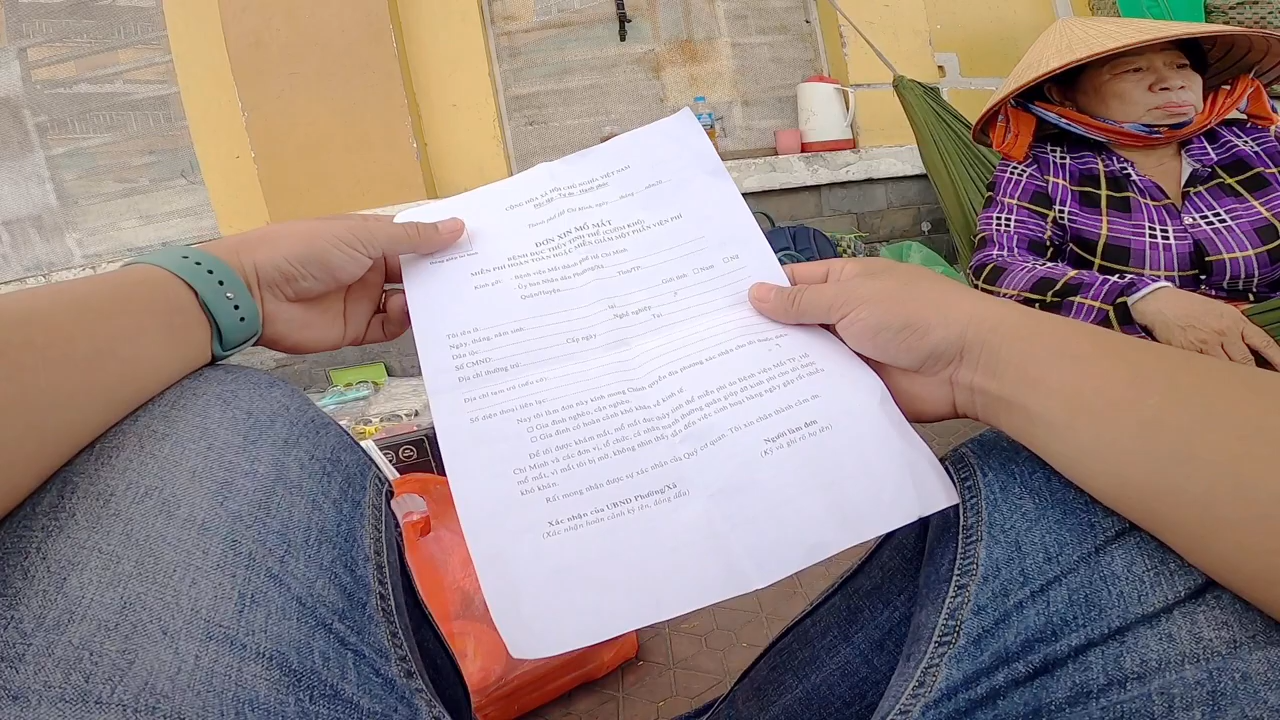 CỘNG HÒA XÃ HỘI CHỦ NGHĨA VIỆT NAM
Độc lập - Tự do - Hạnh phúc
Thành phố Hồ Chí Minh, ngày.....tháng.....năm 20
ĐƠN XIN MỔ MẮT
BỆNH ĐỤC THỦY TINH THỂ (CƯỜM KHÔ)
MIỄN PHÍ HOÀN TOÀN HOẶC MIỄN GIẢM MỘT PHẦN VIỆN PHÍ
Kính gửi: - Bệnh viện Mắt thành phố Hồ Chí Minh
- Ủy ban Nhân dân Phường/Xã
Quận/Huyện..........Tỉnh/TP..........
Tôi tên là:..........Giới tính: ☐ Nam ☐ Nữ
Ngày, tháng, năm sinh:..........tại..........
Dân tộc:..........Nghề nghiệp..........
Số CMND:..........Cấp ngày..........Tại..........
Địa chỉ thường trú:..........
Địa chỉ tạm trú (nếu có):..........
Số điện thoại liên lạc:..........
Nay tôi làm đơn này kính mong Chính quyền địa phương xác nhận cho tôi thuộc diện
☐ Gia đình nghèo, cận nghèo.
☐ Gia đình có hoàn cảnh khó khăn về kinh tế
Để tôi được khám mắt, mổ mắt đục thủy tinh thể miễn phí do Bệnh viện Mắt TP. Hồ
Chí Minh và các đơn vị, tổ chức, cá nhân mạnh thường quân giúp đỡ kinh phí cho tôi được
mổ mắt, vì mắt tôi bị mờ, không nhìn thấy dẫn đến việc sinh hoạt hàng ngày gặp rất nhiều
khó khăn.
Rất mong nhận được sự xác nhận của Quý cơ quan. Tôi xin chân thành cảm ơn.
Người làm đơn
(Ký và ghi rõ họ tên)
Xác nhận của UBND Phường/Xã
(Xác nhận hoàn cảnh ký tên, đóng dấu)